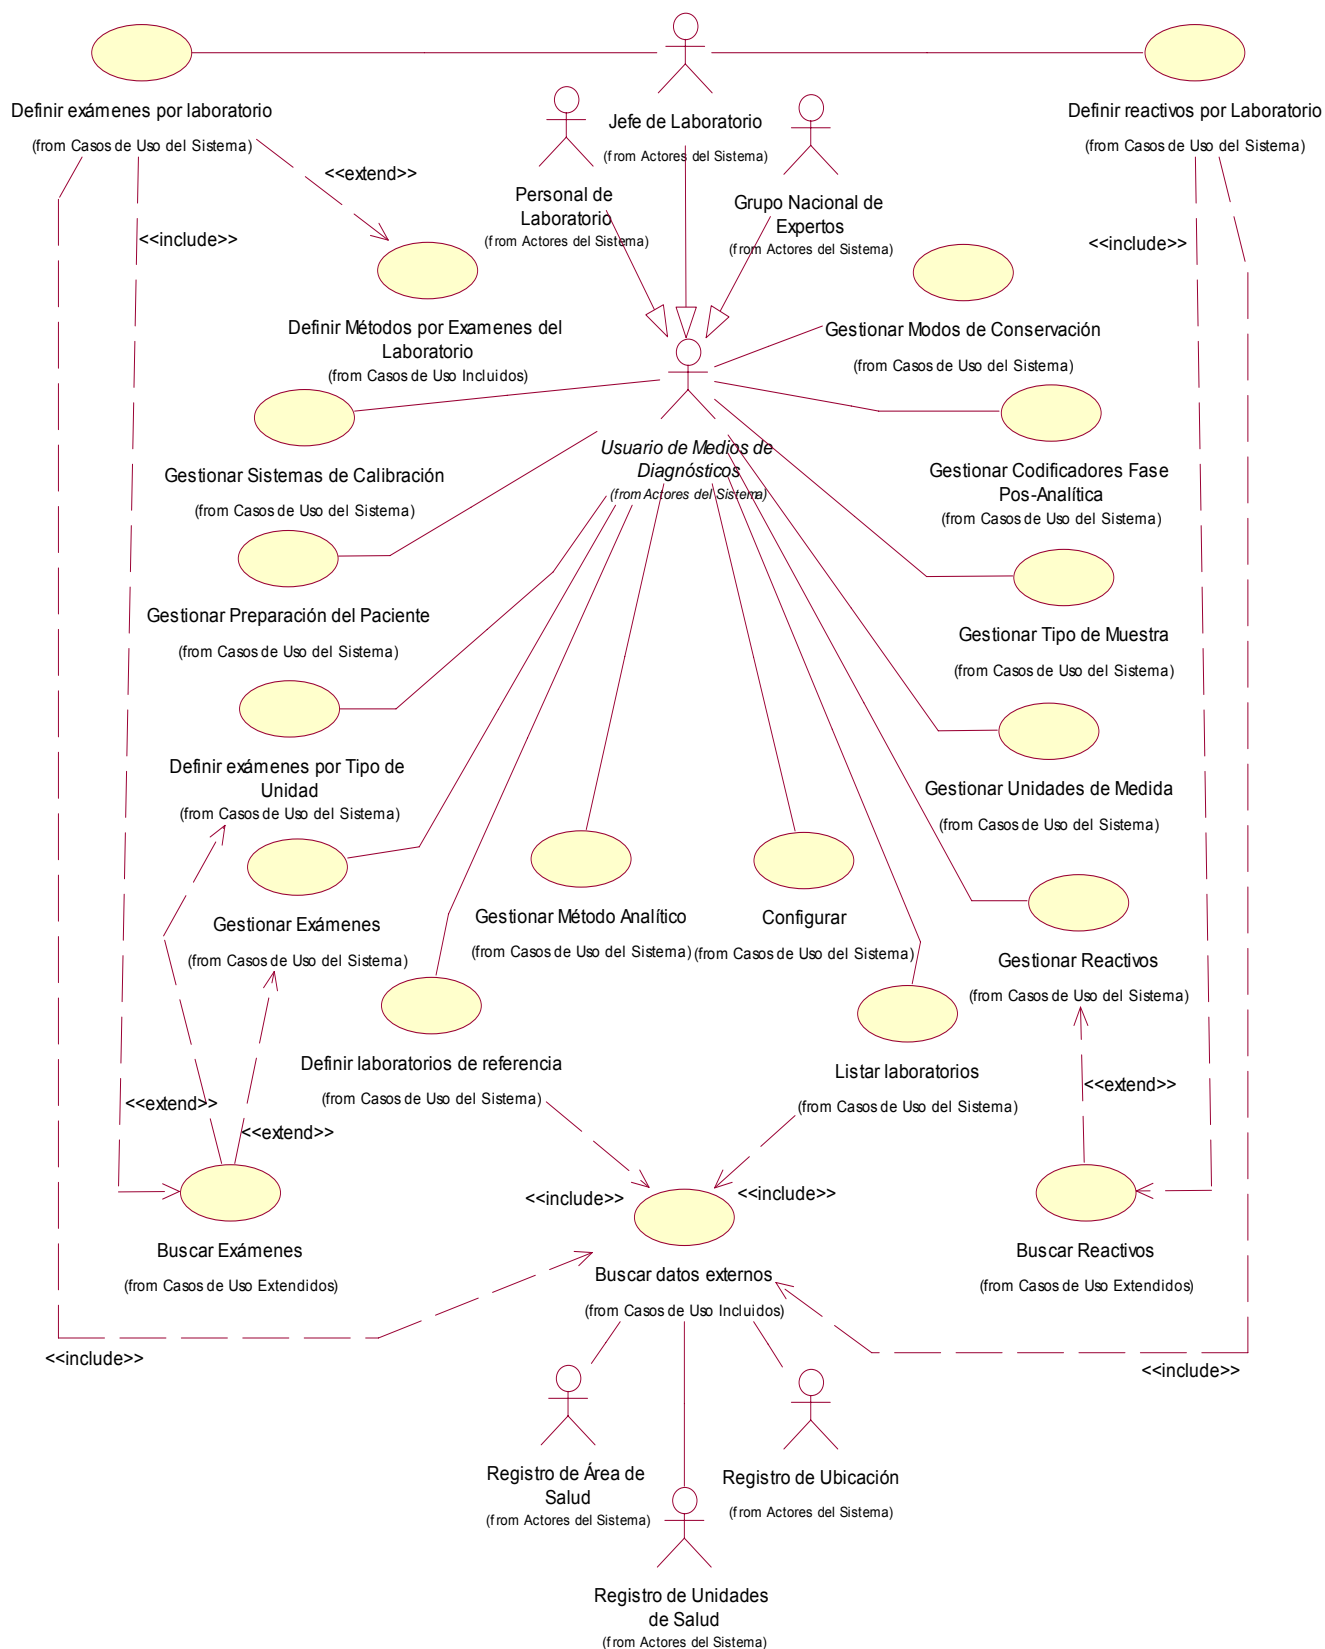 Definir exámenes por laboratorio
(from Casos de Uso del Sistema)
Jefe de Laboratorio
(from Actores del Sistema)
Definir reactivos por Laboratorio
(from Casos de Uso del Sistema)
<<extend>>
Personal de
Laboratorio
(from Actores del Sistema)
Grupo Nacional de
Expertos
(from Actores del Sistema)
<<include>>
<<include>>
Definir Métodos por Examenes del
Laboratorio
(from Casos de Uso Incluidos)
Gestionar Modos de Conservación
(from Casos de Uso del Sistema)
Usuario de Medios de
Diagnósticos
(from Actores del Sistema)
Gestionar Sistemas de Calibración
(from Casos de Uso del Sistema)
Gestionar Codificadores Fase
Pos-Analítica
(from Casos de Uso del Sistema)
Gestionar Preparación del Paciente
(from Casos de Uso del Sistema)
Gestionar Tipo de Muestra
(from Casos de Uso del Sistema)
Definir exámenes por Tipo de
Unidad
(from Casos de Uso del Sistema)
Gestionar Unidades de Medida
(from Casos de Uso del Sistema)
Gestionar Exámenes
(from Casos de Uso del Sistema)
Gestionar Método Analítico
(from Casos de Uso del Sistema)
Configurar
(from Casos de Uso del Sistema)
Gestionar Reactivos
(from Casos de Uso del Sistema)
Definir laboratorios de referencia
(from Casos de Uso del Sistema)
Listar laboratorios
(from Casos de Uso del Sistema)
<<extend>>
<<extend>>
<<extend>>
<<include>>
<<include>>
Buscar Exámenes
(from Casos de Uso Extendidos)
Buscar datos externos
(from Casos de Uso Incluidos)
Buscar Reactivos
(from Casos de Uso Extendidos)
<<include>>
<<include>>
Registro de Área de
Salud
(from Actores del Sistema)
Registro de Ubicación
(from Actores del Sistema)
Registro de Unidades
de Salud
(from Actores del Sistema)